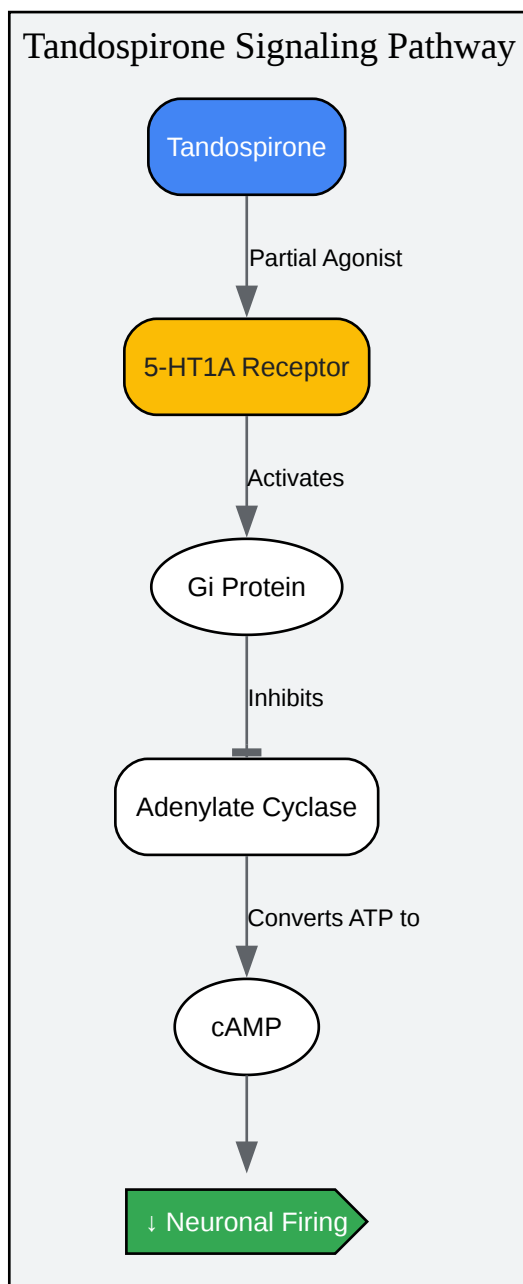 Tandospirone Signaling Pathway
Tandospirone
Partial Agonist
5-HT1A Receptor
Activates
Gi Protein
Inhibits
Adenylate Cyclase
Converts ATP to
cAMP
↓ Neuronal Firing